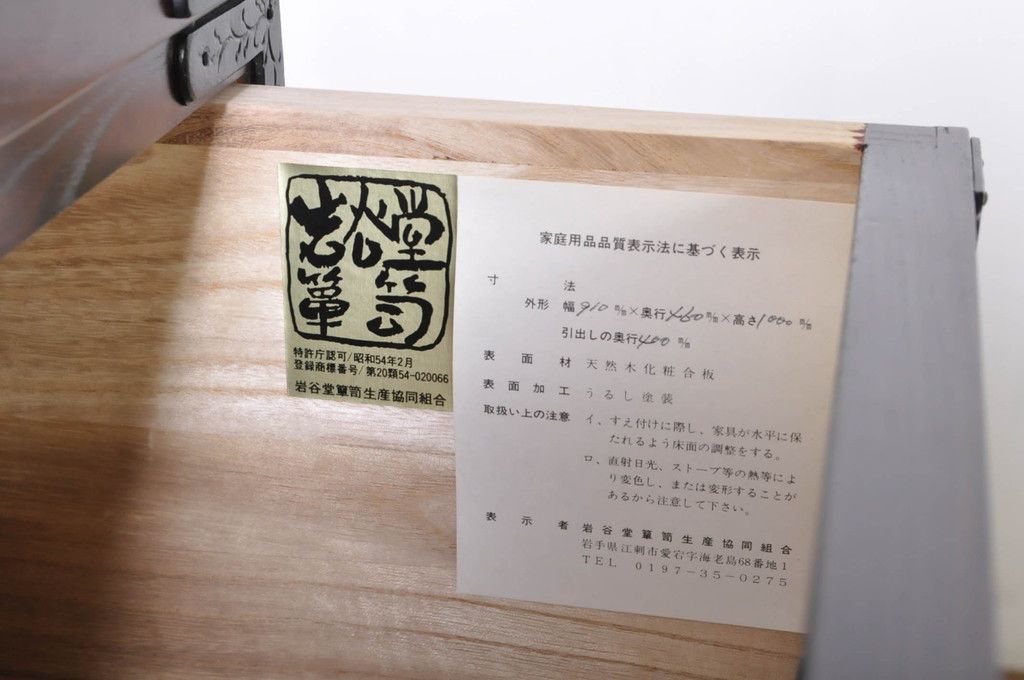 岩谷堂
簞笥
特許庁認可/昭和54年2月
登録商標番号/第20類54-020066
岩谷堂簞笥生産協同組合
家庭用品品質表示法に基づく表示
寸法
外形 幅910m/m×奥行460m/m×高さ1000m/m
引出しの奥行400m/m
表面材 天然木化粧合板
表面加工 うるし塗装
取扱い上の注意 イ、すえ付けに際し、家具が水平に保
たれるよう床面の調整をする。
ロ、直射日光、ストーブ等の熱等によ
り変色し、または変形することが
あるから注意して下さい。
表示者 岩谷堂簞笥生産協同組合
岩手県江刺市愛宕字海老島68番地1
TEL 0197-35-0275